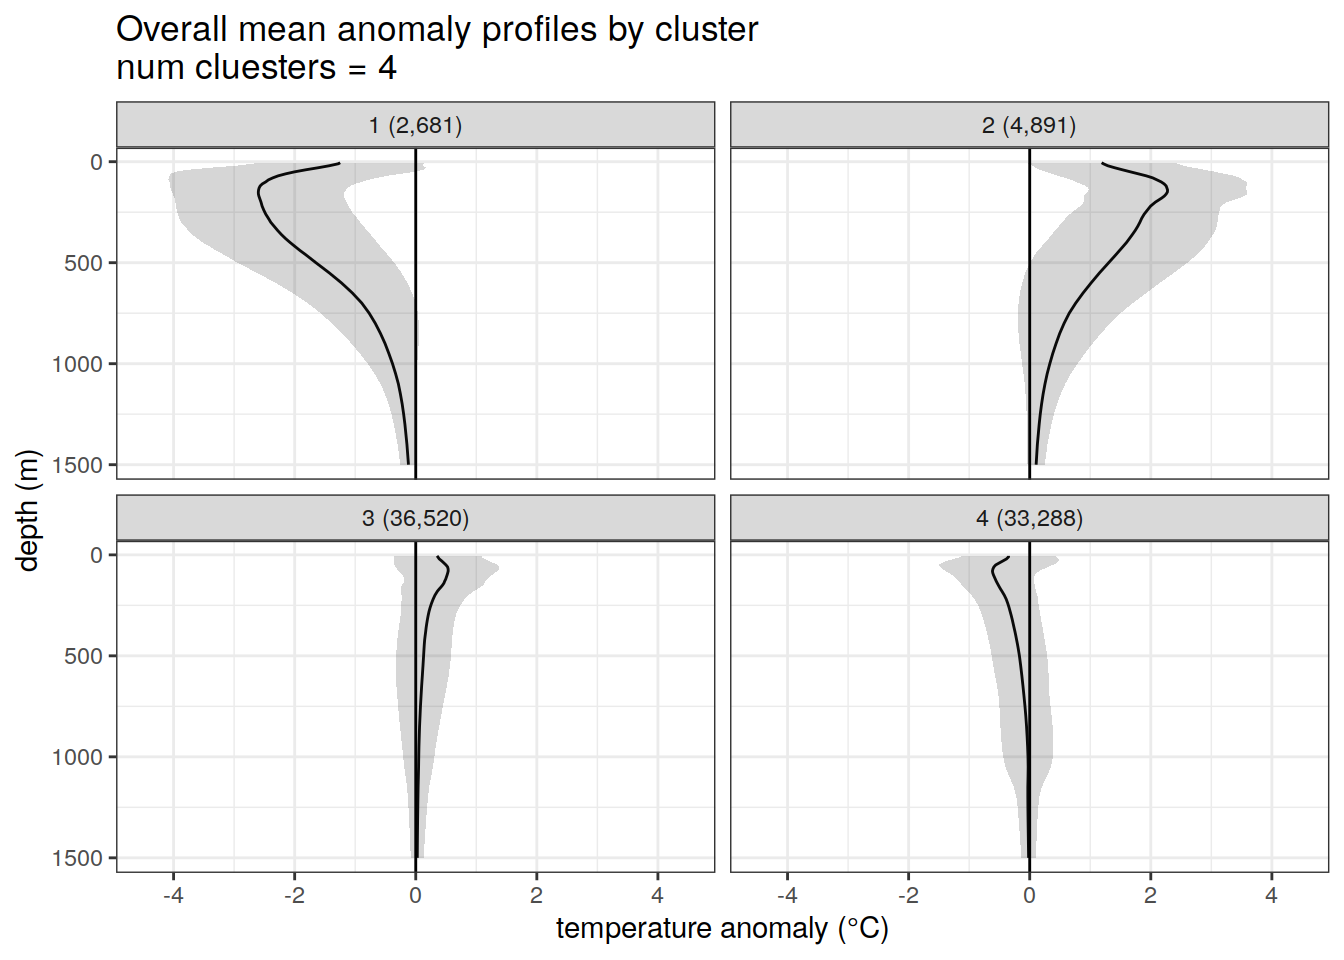 Overall mean anomaly profiles by cluster
num cluesters = 4
1 (2,681)
2 (4,891)
0
500
1000
1500
3 (36,520)
4 (33,288)
0
500
1000
1500
-4 -2 0 2 4
-4 -2 0 2 4
temperature anomaly (°C)
depth (m)